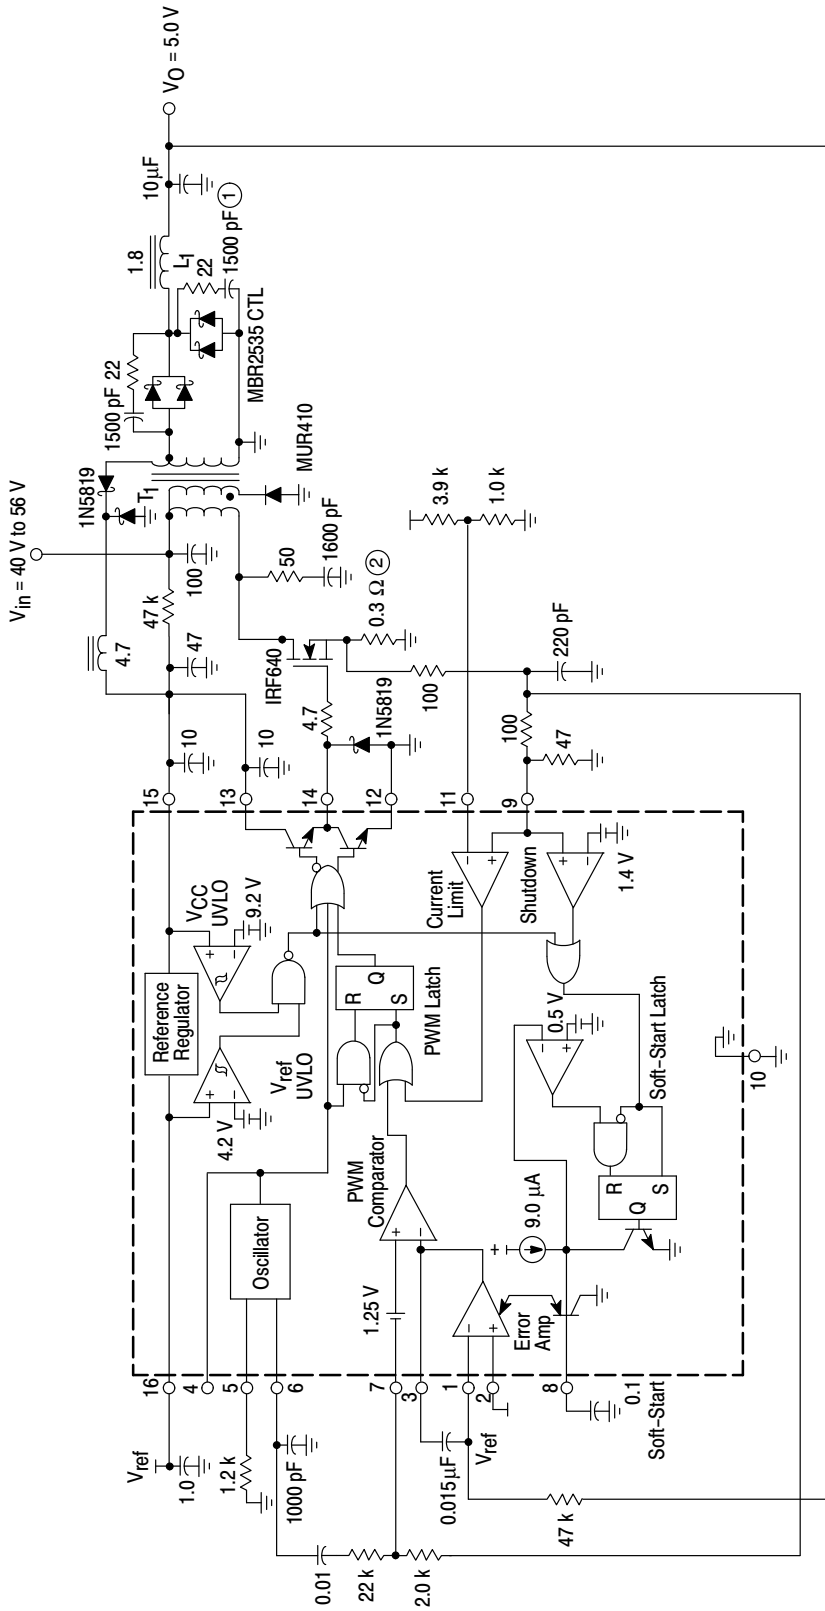 Vin = 40 V to 56 V
VO = 5.0 V
4.7
1N5819
T1
1500 pF
22
1.8
L1
10 µF
22
1500 pF
1
MBR2535 CTL
MUR410
47 k
100
47
10
10
50
1600 pF
IRF640
4.7
1N5819
0.3 Ω
2
100
3.9 k
1.0 k
220 pF
100
47
15
13
14
12
11
9
VCC
UVLO
9.2 V
Reference
Regulator
4.2 V
Vref
UVLO
R
Q
S
PWM Latch
Oscillator
PWM
Comparator
1.25 V
Current
Limit
Shutdown
1.4 V
Error
Amp
9.0 µA
0.5 V
Soft-Start Latch
R
Q
S
10
16
4
5
6
7
3
1
2
8
Vref
1.0
1.2 k
1000 pF
0.01
22 k
2.0 k
0.015 µF
Vref
47 k
0.1
Soft-Start
+
–
+
–
+
–
–
+
+
–
–
+
–
+
+
–
+